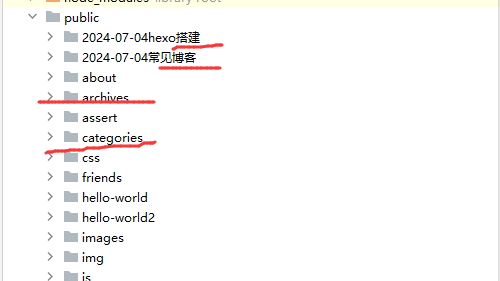 node_modules library root
public
2024-07-04hexo搭建
2024-07-04常见博客
about
archives
assert
categories
css
friends
hello-world
hello-world2
images
img
js